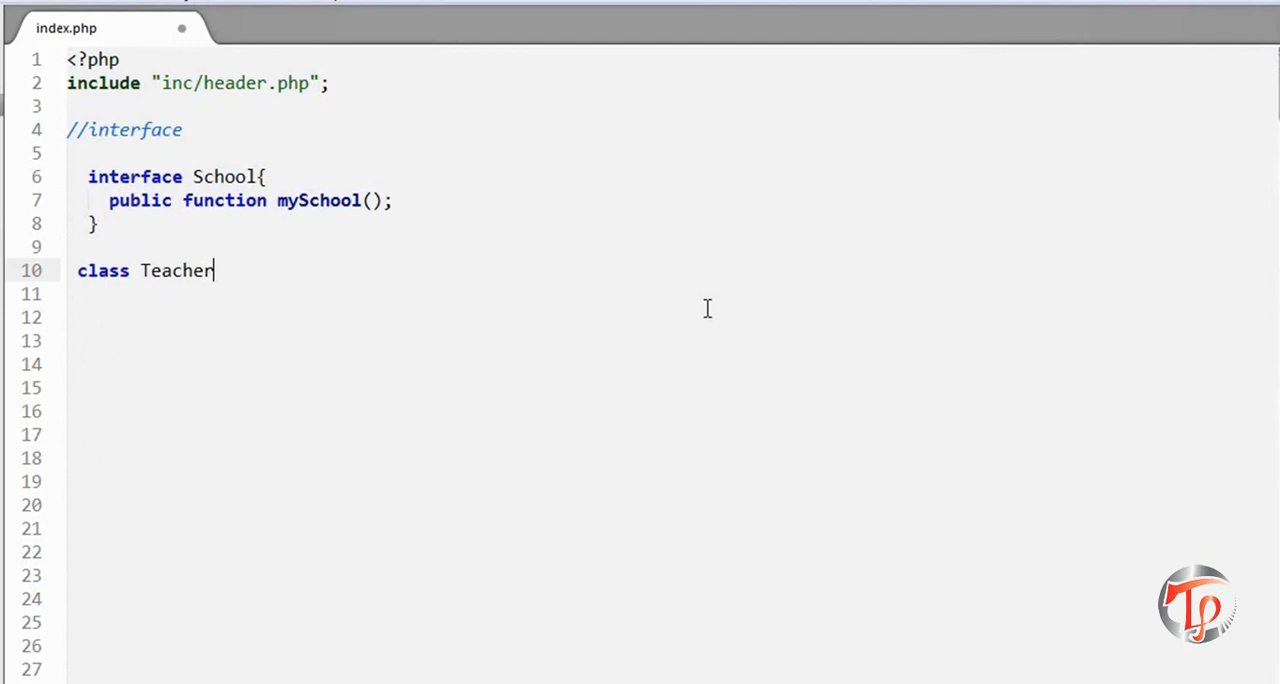 index.php
1 <?php
2 include "inc/header.php";
3
4 //interface
5
6 interface School{
7 public function mySchool();
8 }
9
10 class Teacher
11
12
13
14
15
16
17
18
19
20
21
22
23
24
25
26
27
TP